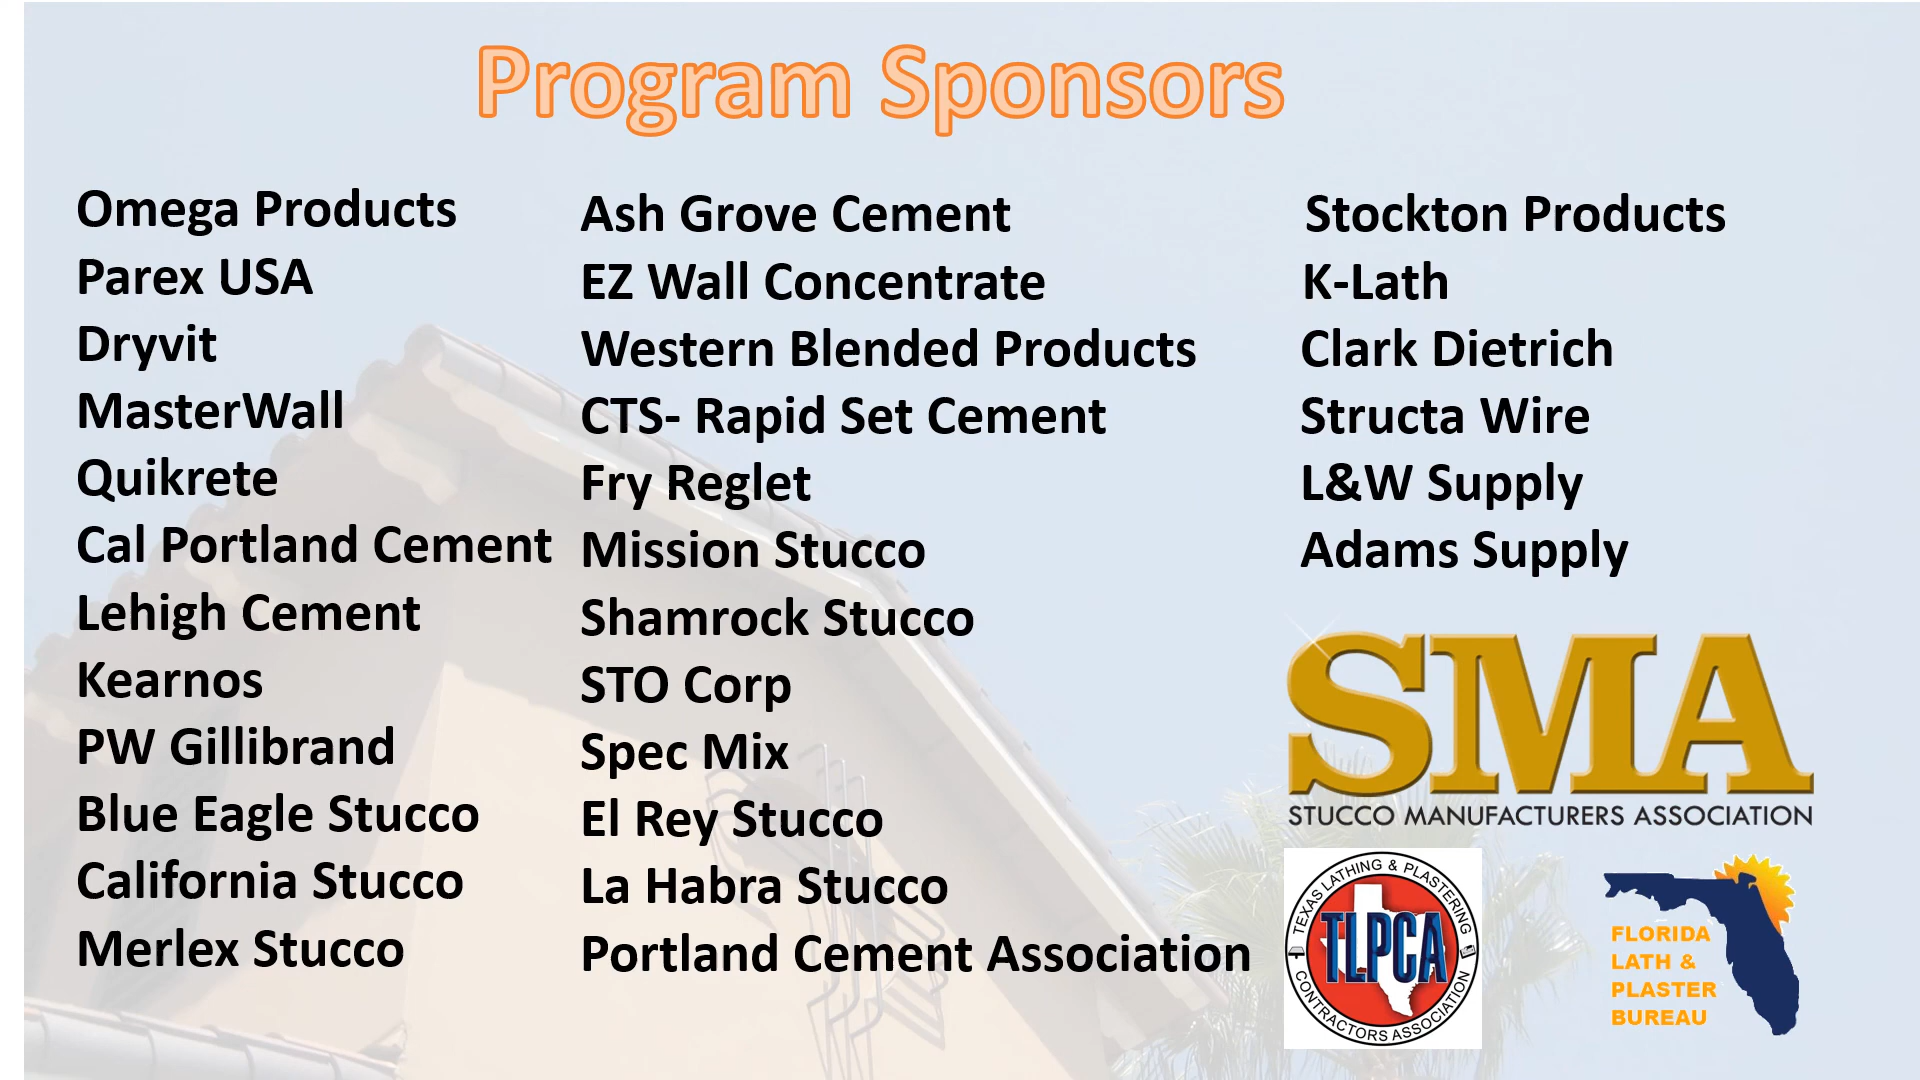 Program Sponsors
Omega Products
Parex USA
Dryvit
MasterWall
Quikrete
Cal Portland Cement
Lehigh Cement
Kearnos
PW Gillibrand
Blue Eagle Stucco
California Stucco
Merlex Stucco
Ash Grove Cement
EZ Wall Concentrate
Western Blended Products
CTS- Rapid Set Cement
Fry Reglet
Mission Stucco
Shamrock Stucco
STO Corp
Spec Mix
El Rey Stucco
La Habra Stucco
Portland Cement Association
Stockton Products
K-Lath
Clark Dietrich
Structa Wire
L&W Supply
Adams Supply
SMA
STUCCO MANUFACTURERS ASSOCIATION
TEXAS LATHING & PLASTERING
TLPCA
CONTRACTORS ASSOCIATION
FLORIDA
LATH &
PLASTER
BUREAU